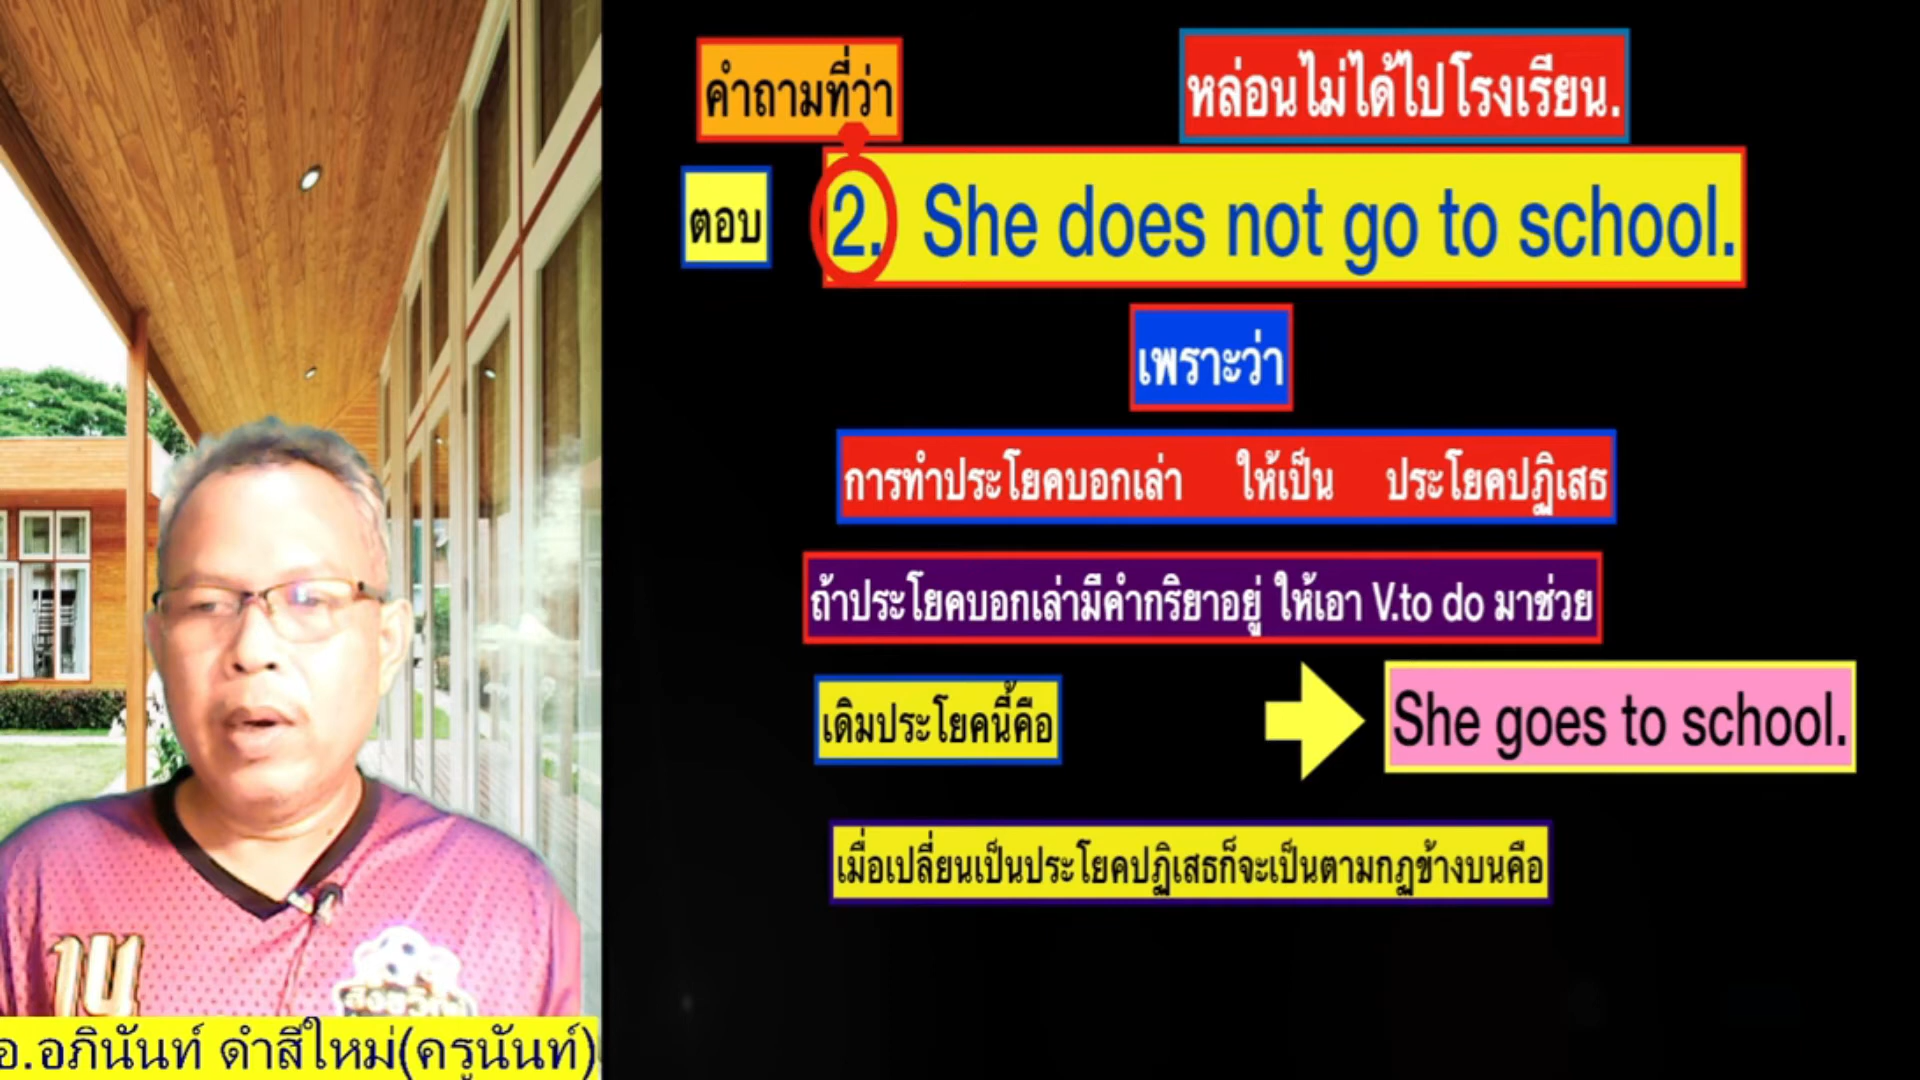 คำถามที่ว่า
หล่อนไม่ได้ไปโรงเรียน.
ตอบ
2. She does not go to school.
เพราะว่า
การทำประโยคบอกเล่า ให้เป็น ประโยคปฏิเสธ
ถ้าประโยคบอกเล่ามีคำกริยาอยู่ ให้เอา V.to do มาช่วย
เดิมประโยคนี้คือ
She goes to school.
เมื่อเปลี่ยนเป็นประโยคปฏิเสธก็จะเป็นตามกฏข้างบนคือ
อ.อภินันท์ ดำสีใหม่(ครูนันท์)